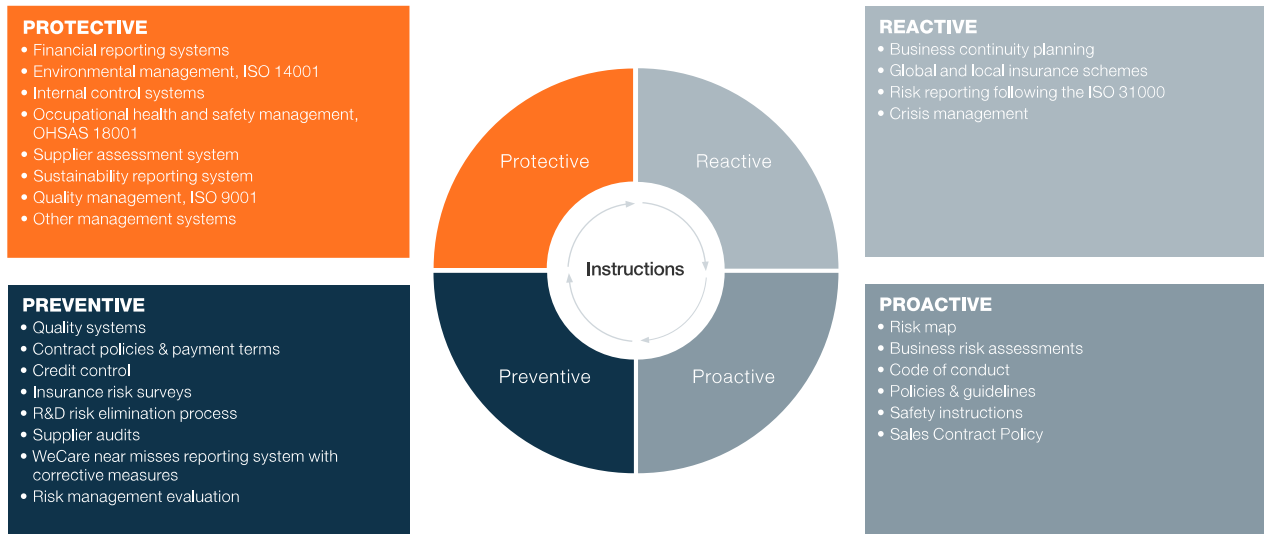 PROTECTIVE
• Financial reporting systems
• Environmental management, ISO 14001
• Internal control systems
• Occupational health and safety management,
OHSAS 18001
• Supplier assessment system
• Sustainability reporting system
• Quality management, ISO 9001
• Other management systems
REACTIVE
• Business continuity planning
• Global and local insurance schemes
• Risk reporting following the ISO 31000
• Crisis management
Protective
Reactive
Instructions
Preventive
Proactive
PREVENTIVE
• Quality systems
• Contract policies & payment terms
• Credit control
• Insurance risk surveys
• R&D risk elimination process
• Supplier audits
• WeCare near misses reporting system with
corrective measures
• Risk management evaluation
PROACTIVE
• Risk map
• Business risk assessments
• Code of conduct
• Policies & guidelines
• Safety instructions
• Sales Contract Policy